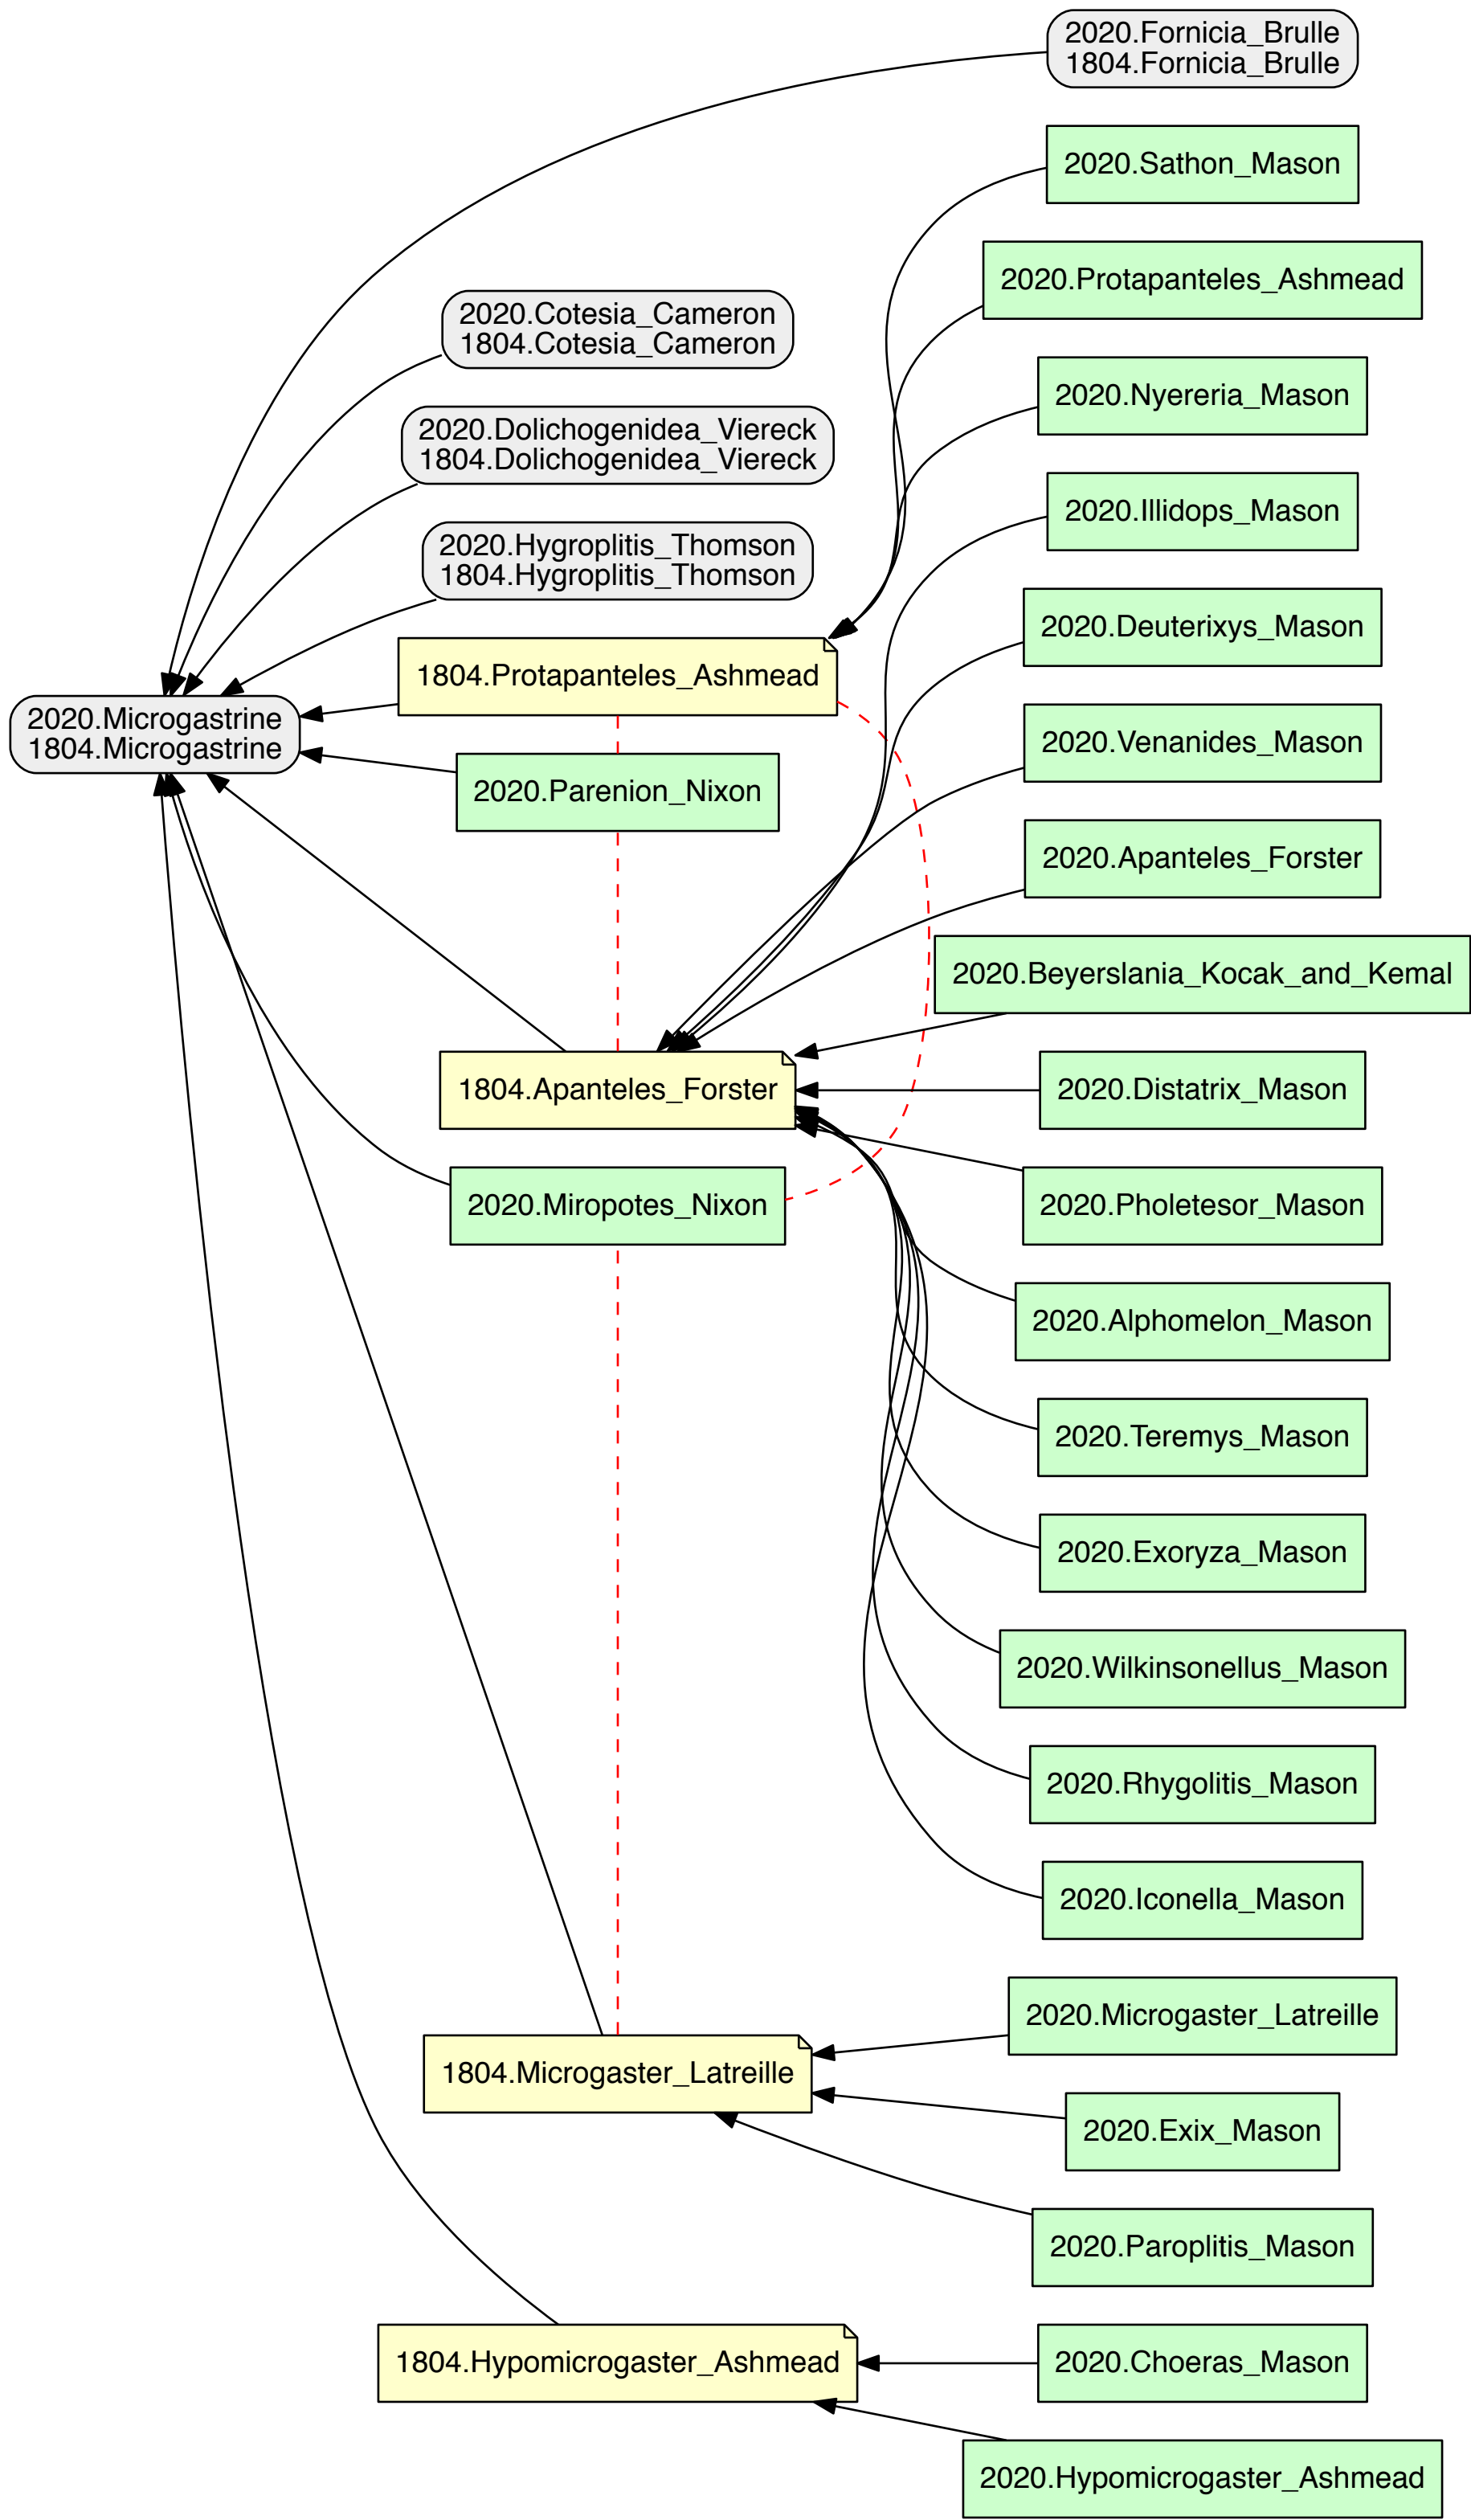 2020.Fornicia_Brulle
1804.Fornicia_Brulle
2020.Sathon_Mason
2020.Protapanteles_Ashmead
2020.Cotesia_Cameron
1804.Cotesia_Cameron
2020.Nyereria_Mason
2020.Dolichogenidea_Viereck
1804.Dolichogenidea_Viereck
2020.Illidops_Mason
2020.Hygroplitis_Thomson
1804.Hygroplitis_Thomson
2020.Deuterixys_Mason
1804.Protapanteles_Ashmead
2020.Microgastrine
1804.Microgastrine
2020.Venanides_Mason
2020.Parenion_Nixon
2020.Apanteles_Forster
2020.Beyerslania_Kocak_and_Kemal
1804.Apanteles_Forster
2020.Distatrix_Mason
2020.Miropotes_Nixon
2020.Pholetesor_Mason
2020.Alphomelon_Mason
2020.Teremys_Mason
2020.Exoryza_Mason
2020.Wilkinsonellus_Mason
2020.Rhygolitis_Mason
2020.Iconella_Mason
2020.Microgaster_Latreille
1804.Microgaster_Latreille
2020.Exix_Mason
2020.Paroplitis_Mason
1804.Hypomicrogaster_Ashmead
2020.Choeras_Mason
2020.Hypomicrogaster_Ashmead